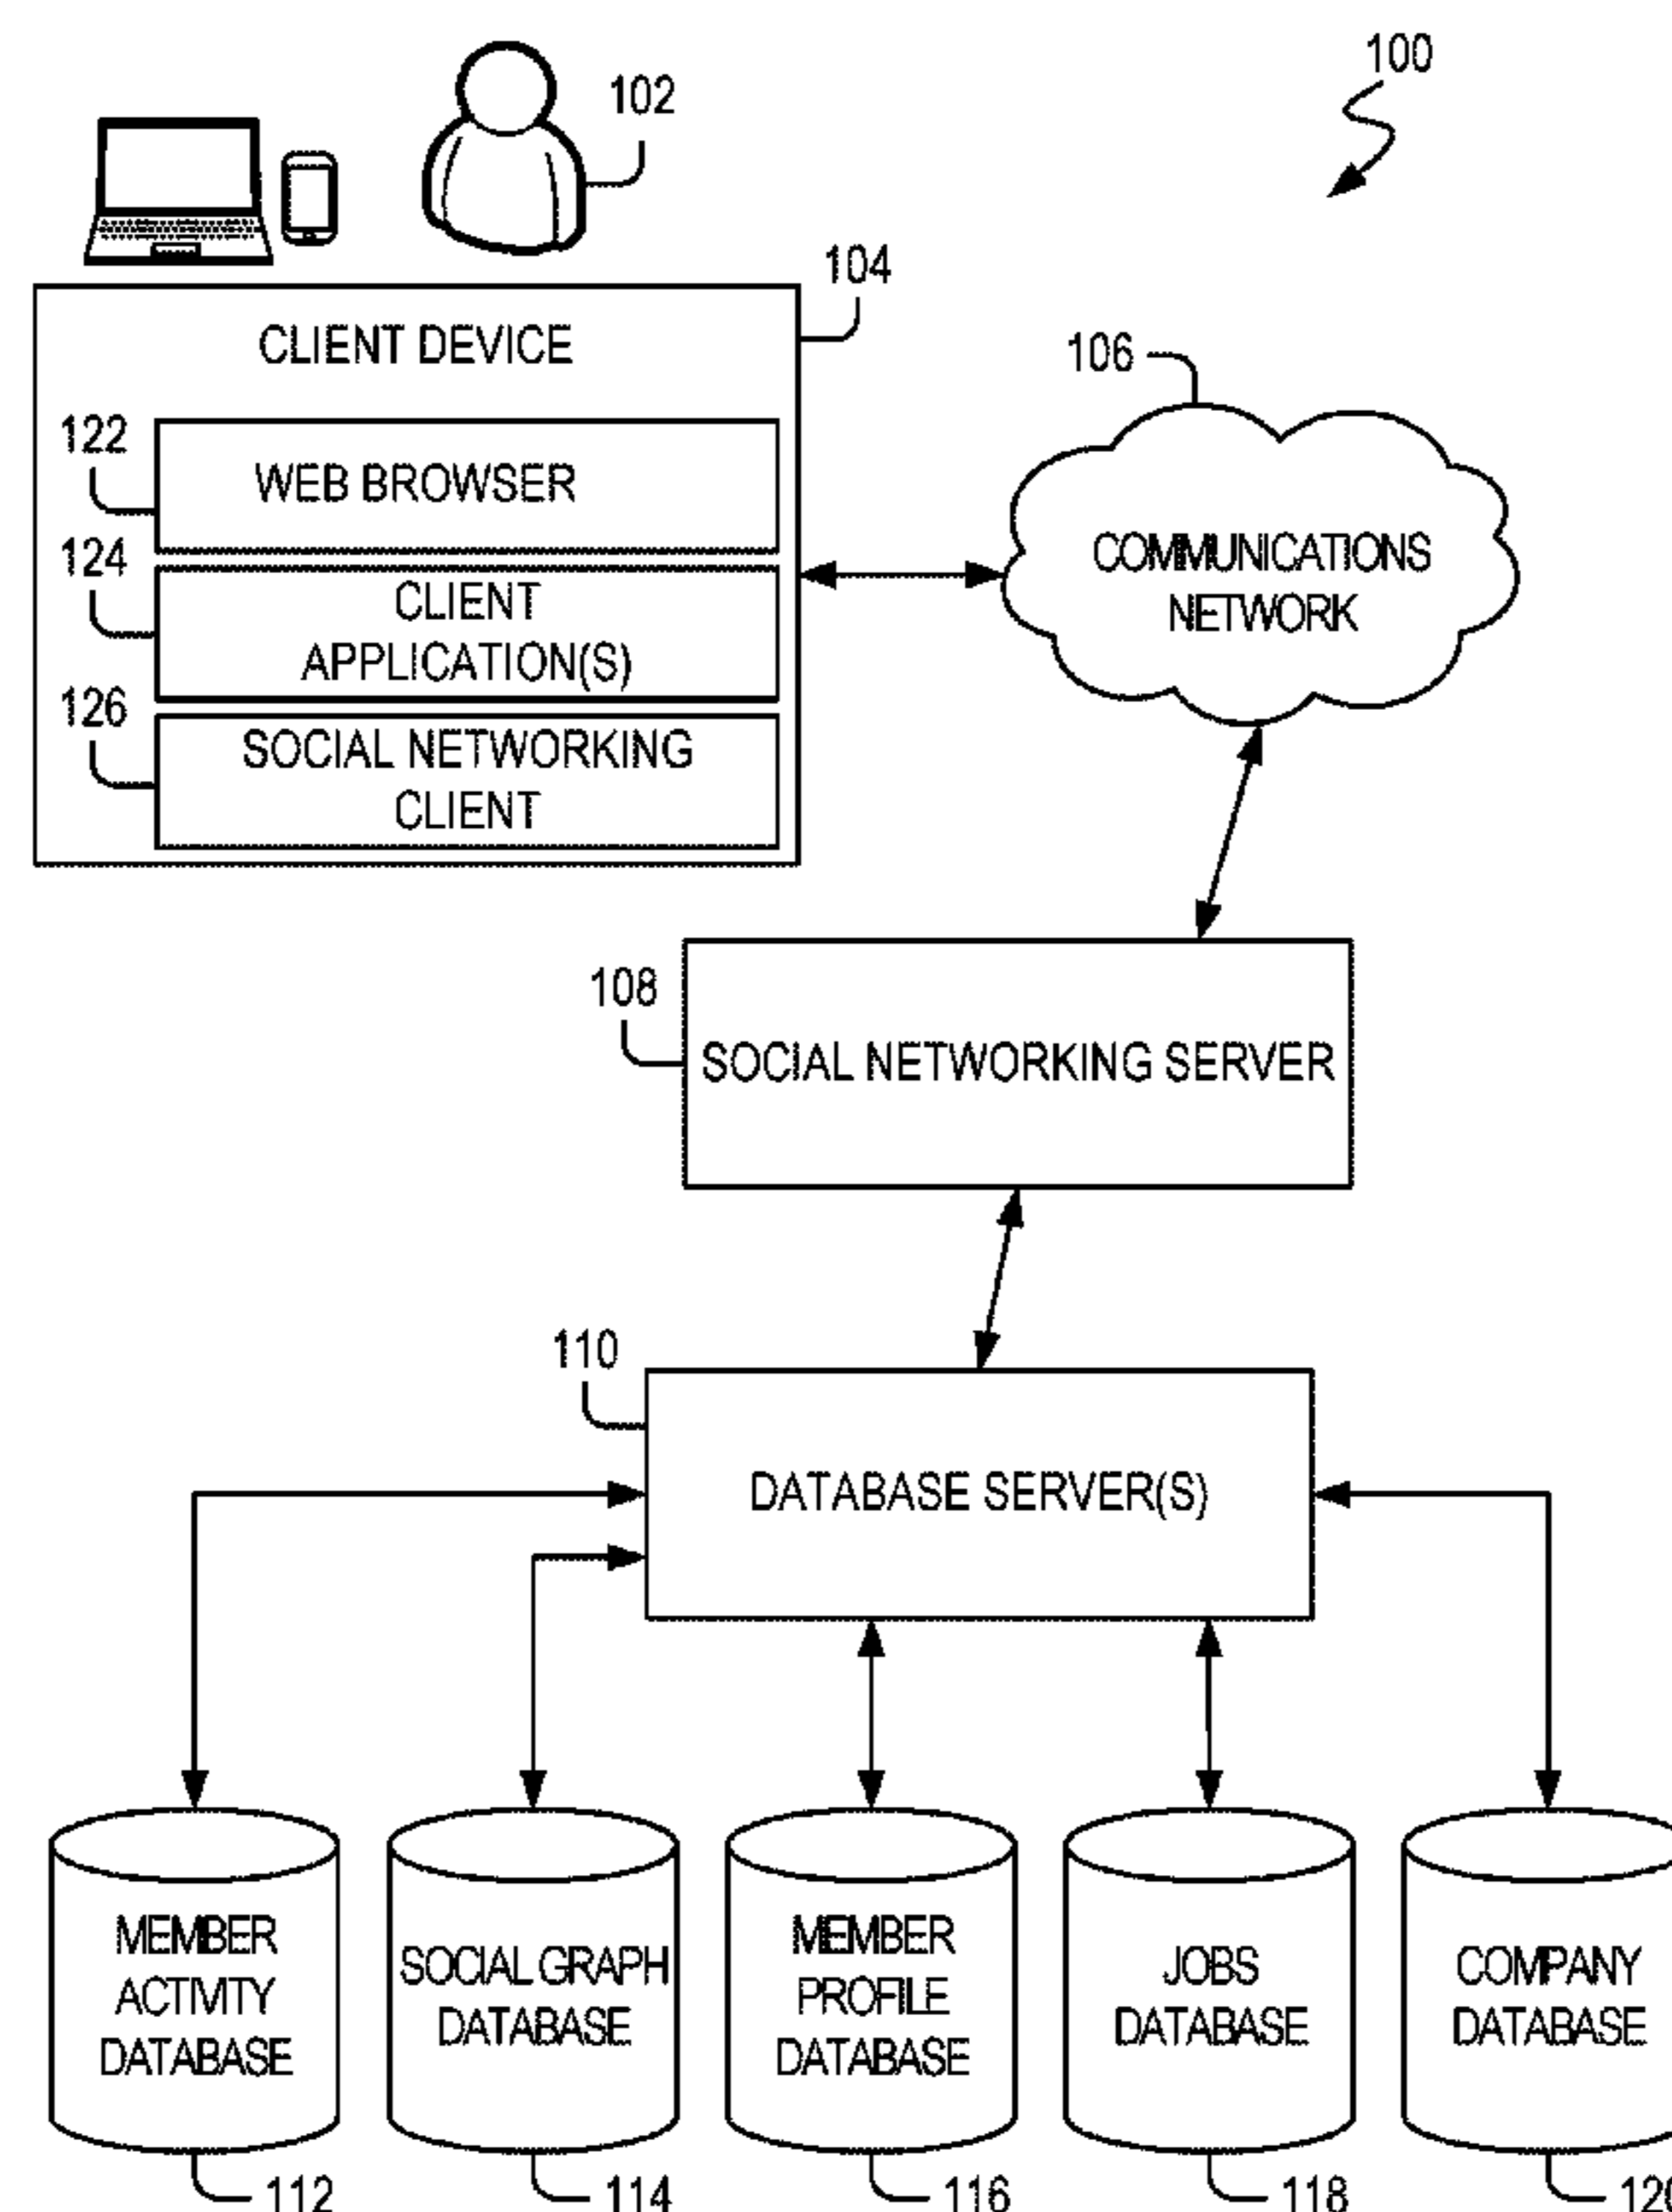 100
102
104
CLIENT DEVICE
106
122
WEB BROWSER
124
CLIENT
APPLICATION(S)
126
SOCIAL NETWORKING
CLIENT
COMMUNICATIONS
NETWORK
108
SOCIAL NETWORKING SERVER
110
DATABASE SERVER(S)
MEMBER
ACTIVITY
DATABASE
SOCIAL GRAPH
DATABASE
MEMBER
PROFILE
DATABASE
JOBS
DATABASE
COMPANY
DATABASE
112
114
116
118
120